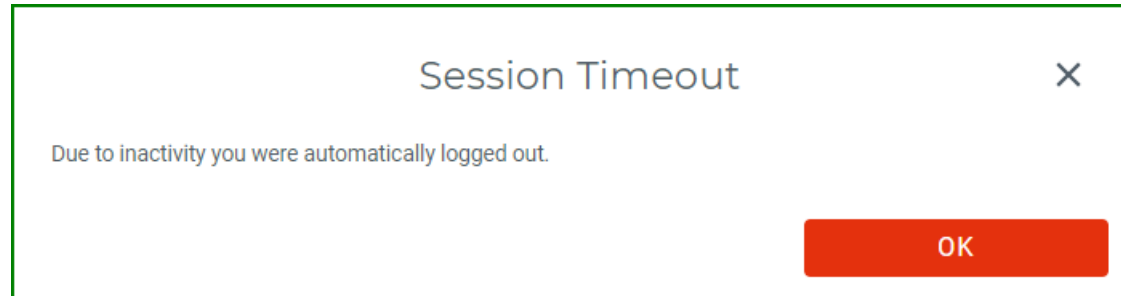 Session Timeout
Due to inactivity you were automatically logged out.
OK